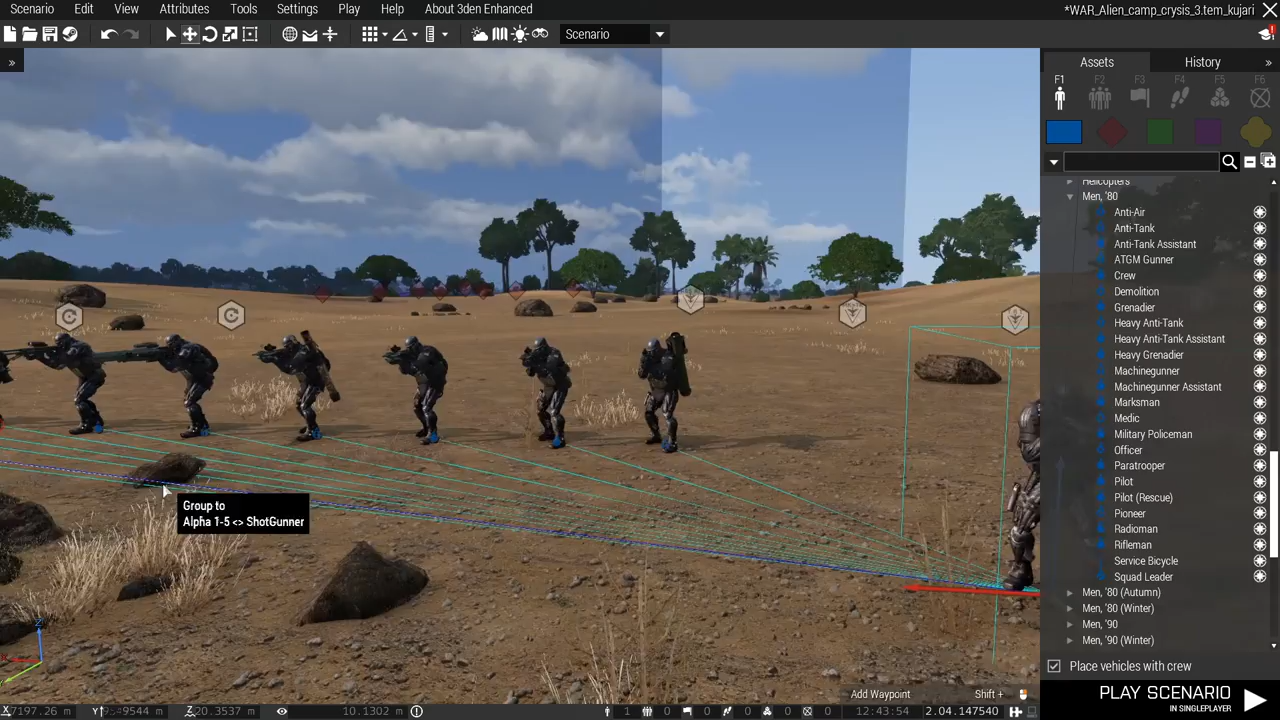 Scenario Edit View Attributes Tools Settings Play Help About 3den Enhanced
*WAR_Alien_camp_crysis_3.tem_kujari
Scenario
Assets History
F1 F2 F3 F4 F5 F6
Helicopters
Men, '80
Anti-Air
Anti-Tank
Anti-Tank Assistant
ATGM Gunner
Crew
Demolition
Grenadier
Heavy Anti-Tank
Heavy Anti-Tank Assistant
Heavy Grenadier
Machinegunner
Machinegunner Assistant
Marksman
Medic
Military Policeman
Officer
Paratrooper
Pilot
Pilot (Rescue)
Pioneer
Radioman
Rifleman
Service Bicycle
Squad Leader
Men, '80 (Autumn)
Men, '80 (Winter)
Men, '90
Men, '90 (Winter)
Place vehicles with crew
PLAY SCENARIO
IN SINGLEPLAYER
Group to
Alpha 1-5 <> ShotGunner
Add Waypoint Shift +
7197.26 m 20.3537 m 10.1302 m 1 0 0 0 0 0 12:43:54 2.04.147540